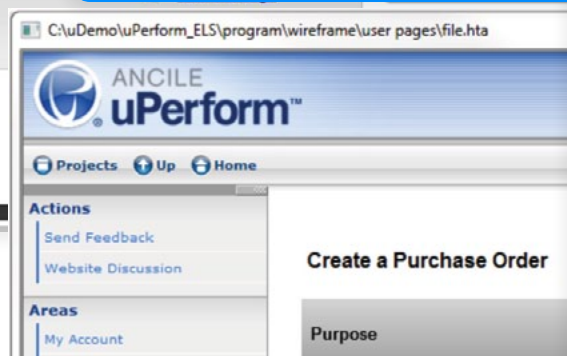 C:\uDemo\uPerform_ELS\program\wireframe\user pages\file.hta
ANCILE
uPerform™
Projects Up Home
Actions
Send Feedback
Website Discussion
Areas
My Account
Create a Purchase Order
Purpose